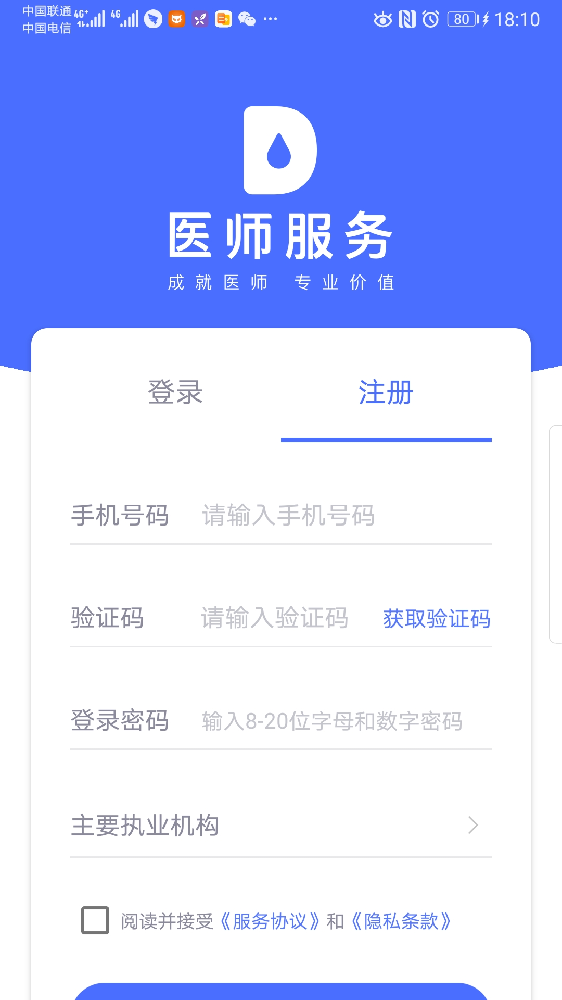 中国联通 4G+ 4G 80 18:10
中国电信
医师服务
成就医师 专业价值
登录 注册
手机号码 请输入手机号码
验证码 请输入验证码 获取验证码
登录密码 输入8-20位字母和数字密码
主要执业机构
阅读并接受《服务协议》和《隐私条款》